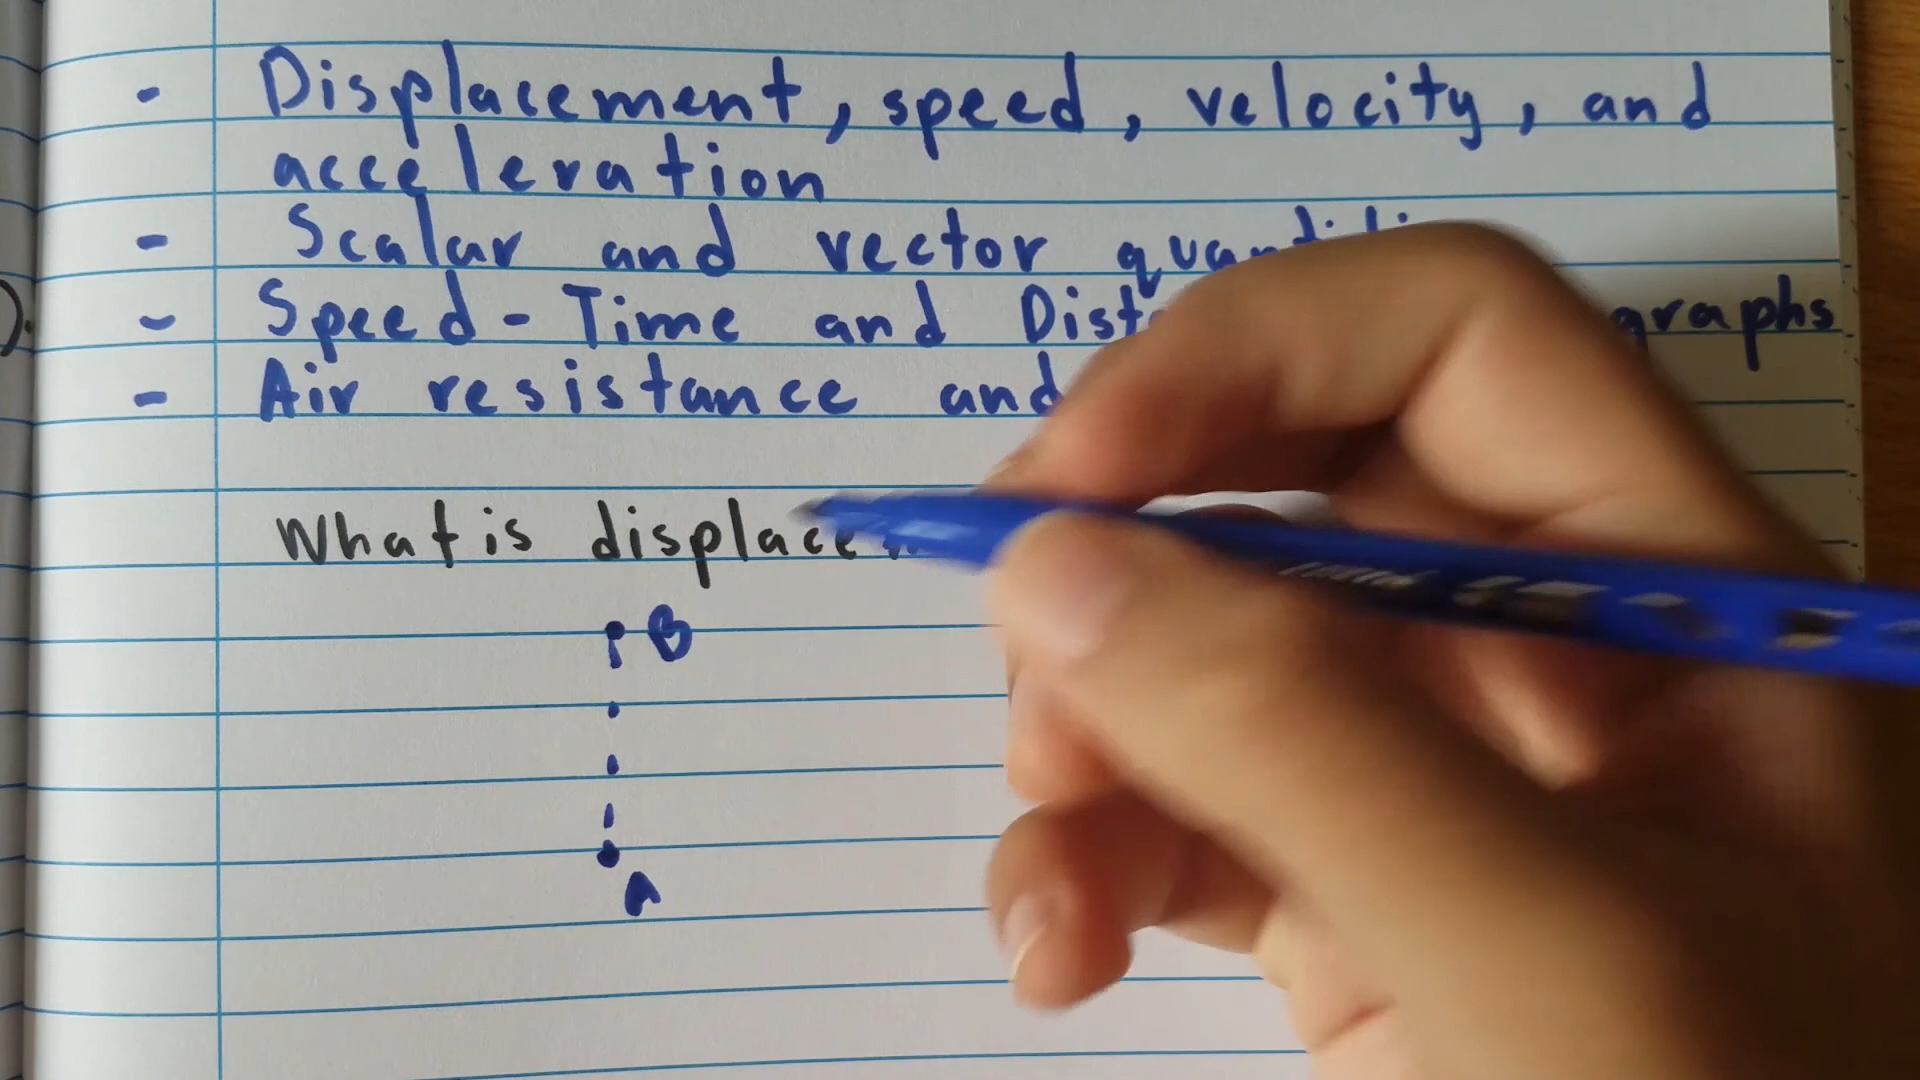 - Displacement, speed, velocity, and
acceleration
- Scalar and vector
- Speed-Time and graphs
- Air resistance and
What is
B
A